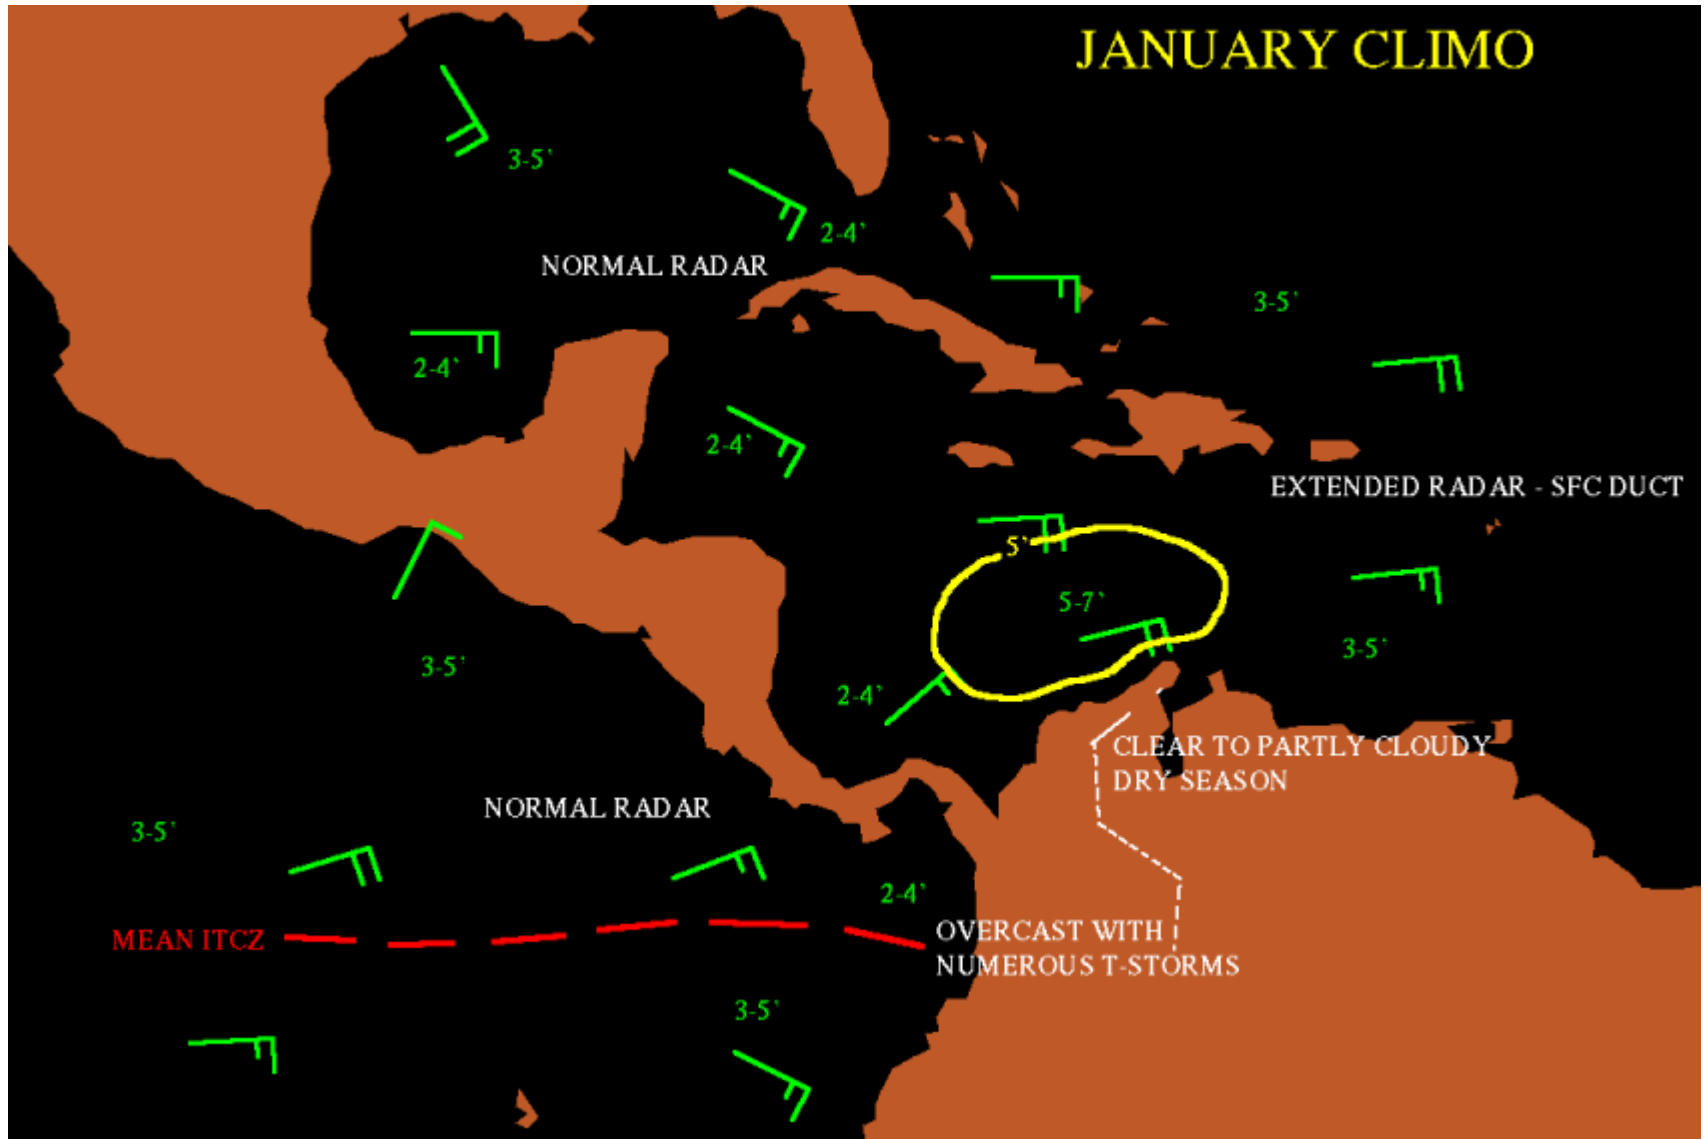 JANUARY CLIMO
3-5'
2-4'
NORMAL RADAR
3-5'
2-4'
2-4'
EXTENDED RADAR - SFC DUCT
5'
5-7'
3-5'
3-5'
2-4'
CLEAR TO PARTLY CLOUDY
DRY SEASON
NORMAL RADAR
3-5'
2-4'
MEAN ITCZ
OVERCAST WITH
NUMEROUS T-STORMS
3-5'